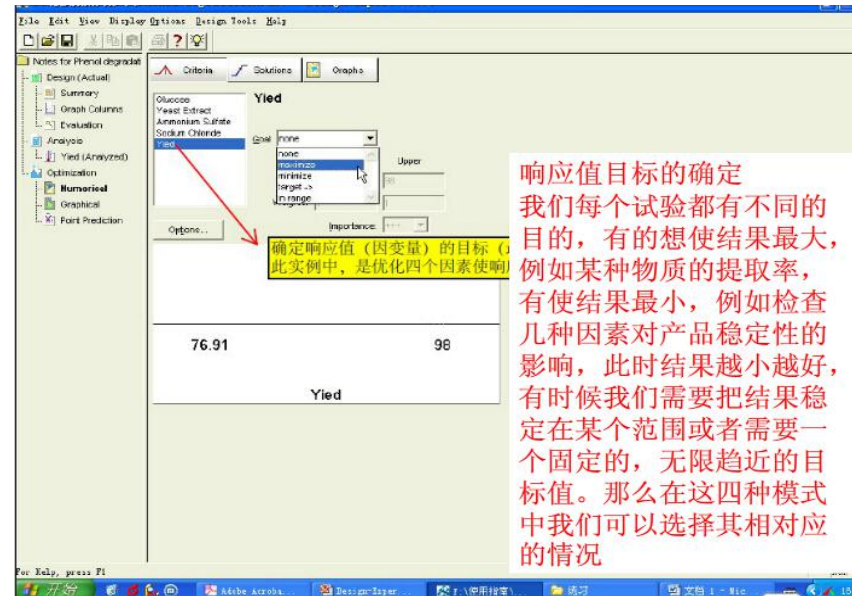 File Edit View Display Options Design Tools Help
Notes for Phenol degradat
Design (Actual)
Summary
Graph Columns
Evaluation
Analysis
Yied (Analyzed)
Optimization
Numerical
Graphical
Point Prediction
Criteria
Solutions
Graphs
Glucose
Yeast Extract
Ammonium Sulfate
Sodium Chloride
Yied
Yied
Goal
none
none
maximize
minimize
target ->
in range
Upper
98
Options...
Importance:
+++
确定响应值（因变量）的目标（
此实例中，是优化四个因素使响
76.91
98
Yied
响应值目标的确定
我们每个试验都有不同的
目的，有的想使结果最大，
例如某种物质的提取率，
有使结果最小，例如检查
几种因素对产品稳定性的
影响，此时结果越小越好，
有时候我们需要把结果稳
定在某个范围或者需要一
个固定的，无限趋近的目
标值。那么在这四种模式
中我们可以选择其相对应
的情况
For Help, press F1
开始
Adobe Acroba...
Design-Exper...
练习
文档 1 - Mic